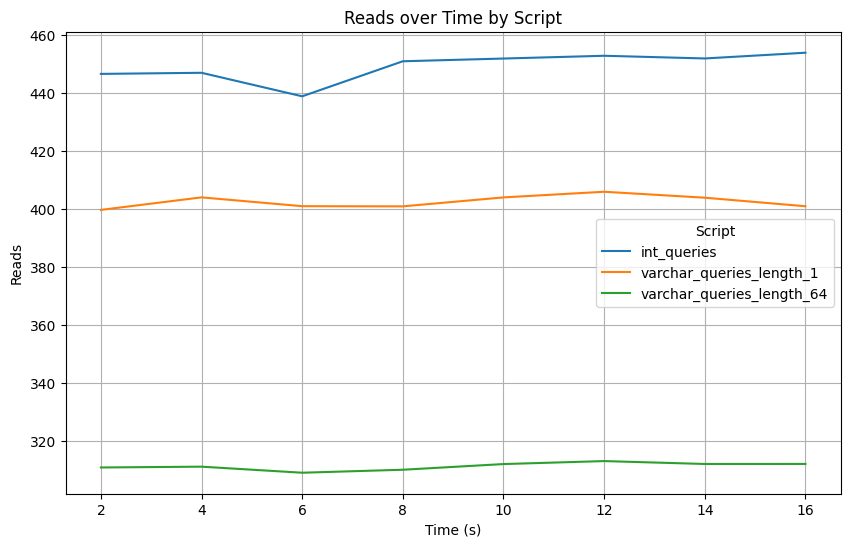 Reads over Time by Script
460
440
420
400
380
360
340
320
Reads
Script
int_queries
varchar_queries_length_1
varchar_queries_length_64
2 4 6 8 10 12 14 16
Time (s)